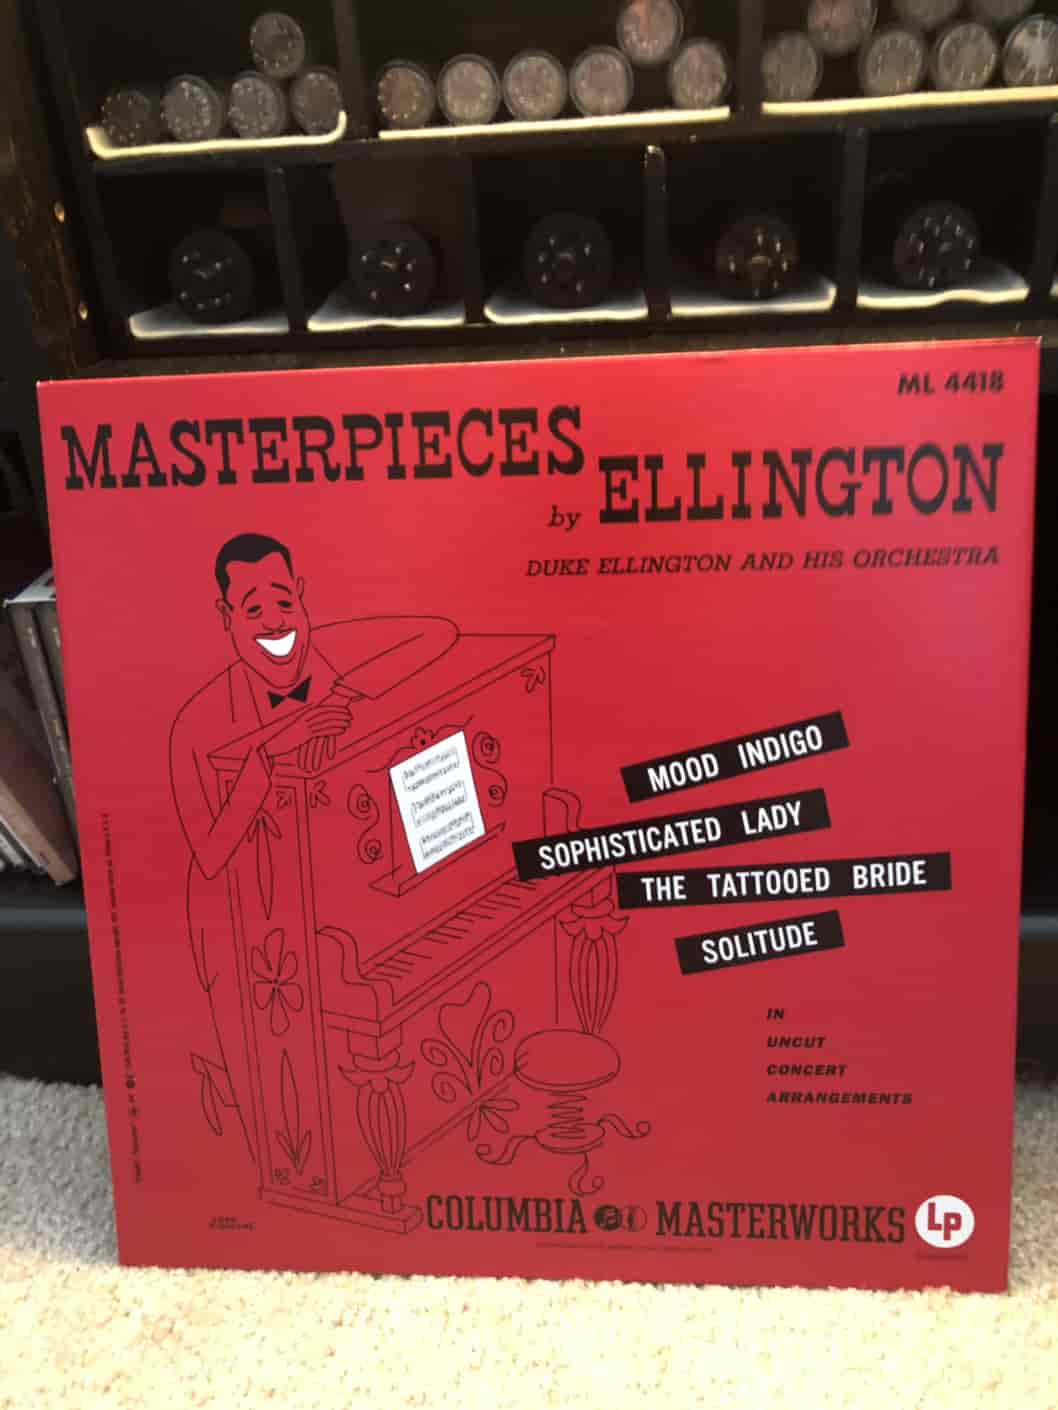 ML 4418
MASTERPIECES
by ELLINGTON
DUKE ELLINGTON AND HIS ORCHESTRA
MOOD INDIGO
SOPHISTICATED LADY
THE TATTOOED BRIDE
SOLITUDE
IN
UNCUT
CONCERT
ARRANGEMENTS
COLUMBIA MASTERWORKS LP